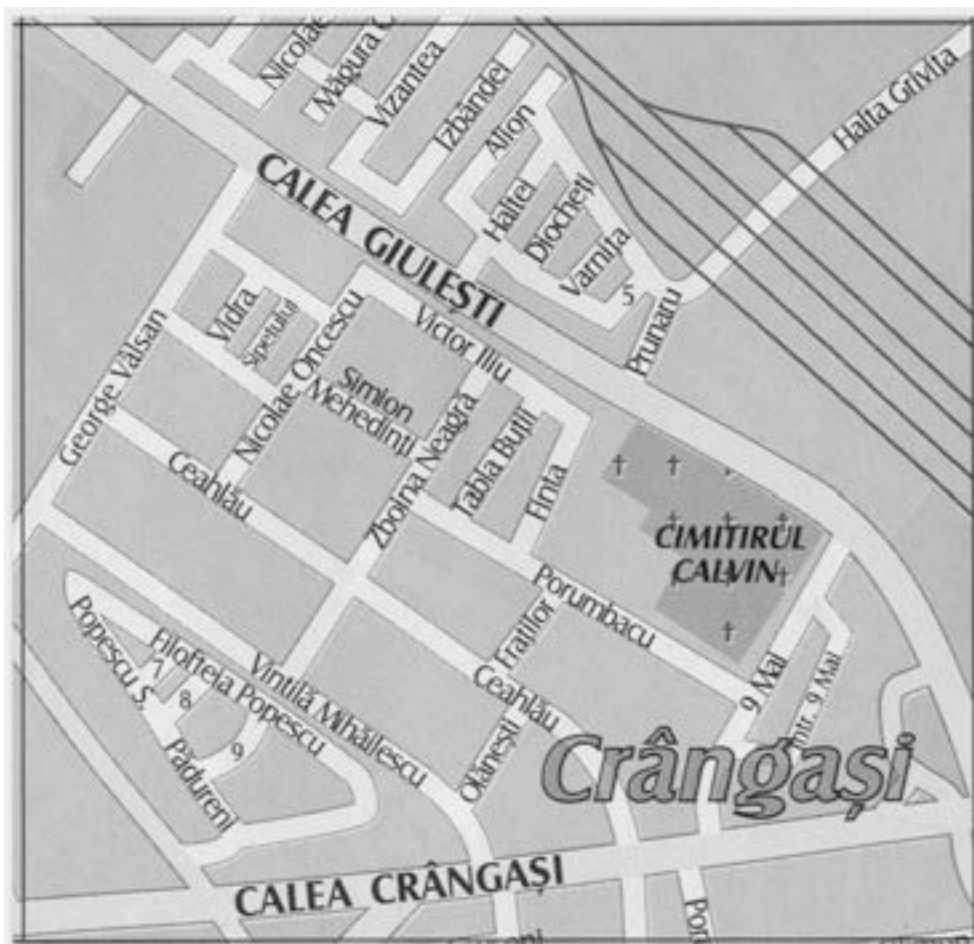 Nicolae
Măgura C
Vizantea
Izbândei
Alion
Haltei
Diocheți
Varnița
5
Prunaru
Halta Grivița
CALEA GIULEȘTI
Victor Iliu
Vidra
Sipetului
Nicolae Oncescu
George Vâlsan
Simion
Mehedinți
Zboina Neagră
Tabla Buții
Finta
Ceahlău
CIMITIRUL
CALVIN
Porumbacu
C Fraților
Ceahlău
9 Mai
Intr. 9 Mai
Popescu S.
Filofteia Popescu
7
8
9
Pădureni
Vintilă Mihăilescu
Olănești
Crângași
CALEA CRÂNGAȘI